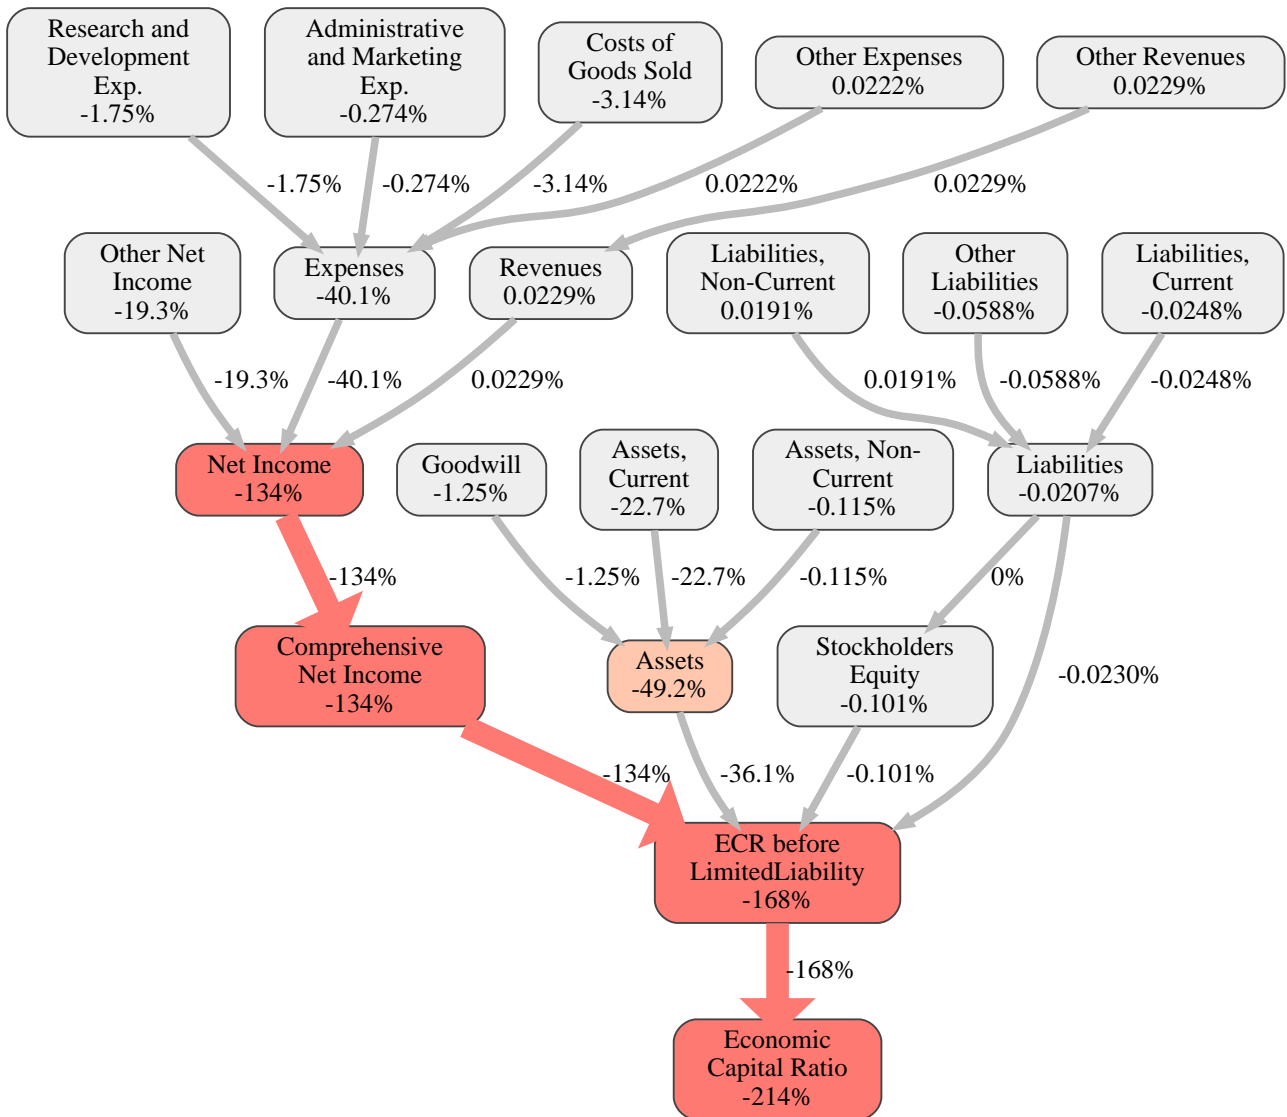 Research and
Development
Exp.
-1.75%
Administrative
and Marketing
Exp.
-0.274%
Costs of
Goods Sold
-3.14%
Other Expenses
0.0222%
Other Revenues
0.0229%
-1.75%
-0.274%
-3.14%
0.0222%
0.0229%
Other Net
Income
-19.3%
Expenses
-40.1%
Revenues
0.0229%
Liabilities,
Non-Current
0.0191%
Other
Liabilities
-0.0588%
Liabilities,
Current
-0.0248%
-19.3%
-40.1%
0.0229%
0.0191%
-0.0588%
-0.0248%
Net Income
-134%
Goodwill
-1.25%
Assets,
Current
-22.7%
Assets, Non-
Current
-0.115%
Liabilities
-0.0207%
-134%
-1.25%
-22.7%
-0.115%
0%
Comprehensive
Net Income
-134%
Assets
-49.2%
Stockholders
Equity
-0.101%
-0.0230%
-134%
-36.1%
-0.101%
ECR before
LimitedLiability
-168%
-168%
Economic
Capital Ratio
-214%